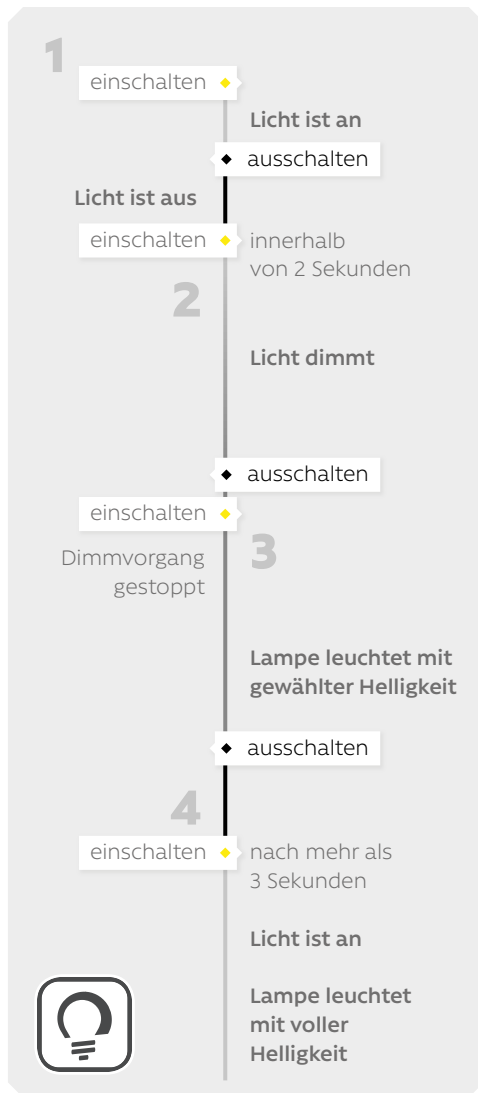 1
einschalten
Licht ist an
ausschalten
Licht ist aus
einschalten
innerhalb
von 2 Sekunden
2
Licht dimmt
ausschalten
einschalten
3
Dimmvorgang
gestoppt
Lampe leuchtet mit
gewählter Helligkeit
ausschalten
4
einschalten
nach mehr als
3 Sekunden
Licht ist an
Lampe leuchtet
mit voller
Helligkeit